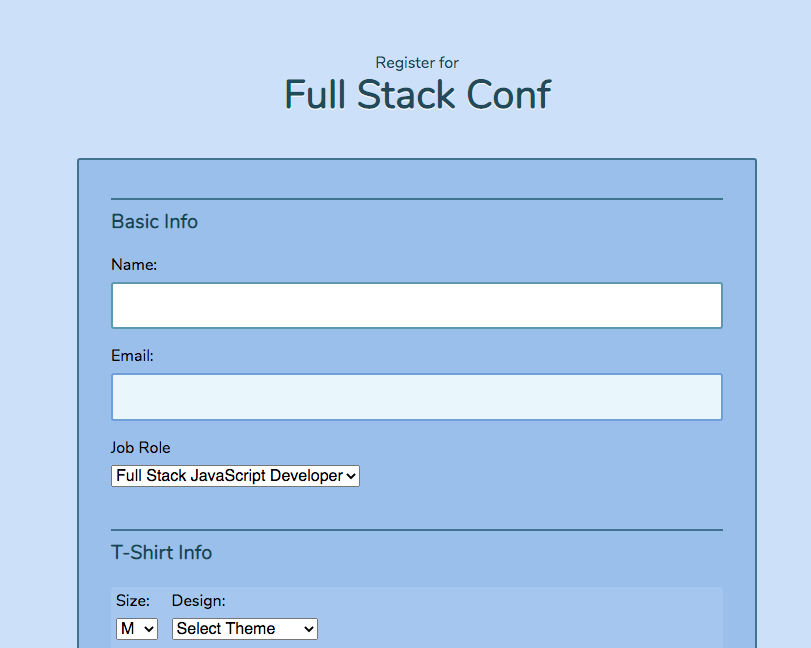 Register for
Full Stack Conf
Basic Info
Name:
Email:
Job Role
Full Stack JavaScript Developer
T-Shirt Info
Size: Design:
M Select Theme